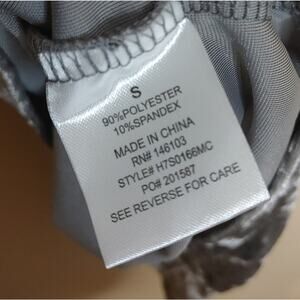 S
90%POLYESTER
10%SPANDEX
MADE IN CHINA
RN# 146103
STYLE# H7S0166MC
PO# 201587
SEE REVERSE FOR CARE